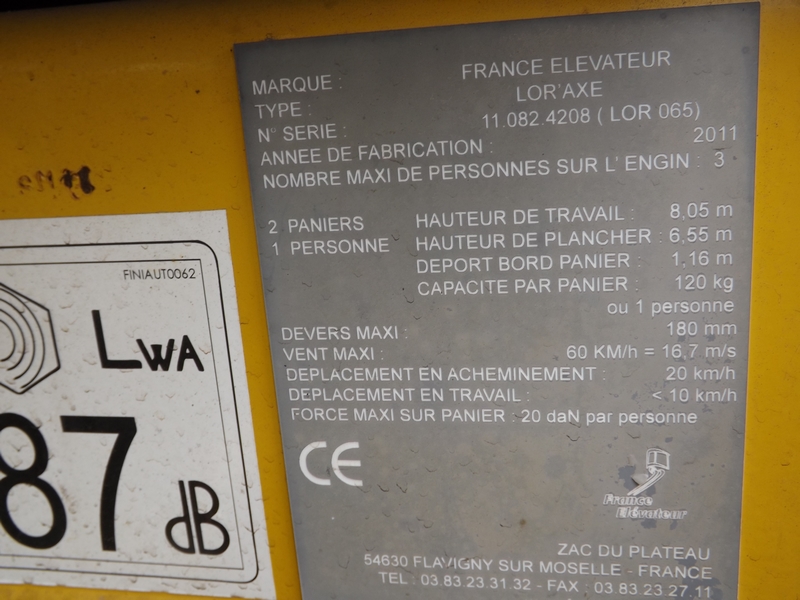 MARQUE : FRANCE ELEVATEUR
TYPE : LOR'AXE
N° SERIE : 11.082.4208 ( LOR 065)
ANNEE DE FABRICATION : 2011
NOMBRE MAXI DE PERSONNES SUR L' ENGIN : 3
2 PANIERS HAUTEUR DE TRAVAIL : 8,05 m
1 PERSONNE HAUTEUR DE PLANCHER : 6,55 m
DEPORT BORD PANIER : 1,16 m
CAPACITE PAR PANIER : 120 kg
ou 1 personne
DEVERS MAXI : 180 mm
VENT MAXI : 60 KM/h = 16,7 m/s
DEPLACEMENT EN ACHEMINEMENT : 20 km/h
DEPLACEMENT EN TRAVAIL : < 10 km/h
FORCE MAXI SUR PANIER : 20 daN par personne
CE
France
Elévateur
ZAC DU PLATEAU
54630 FLAVIGNY SUR MOSELLE - FRANCE
TEL : 03.83.23.31.32 - FAX : 03.83.23.27.11
FINIAUT0062
LWA
87
dB